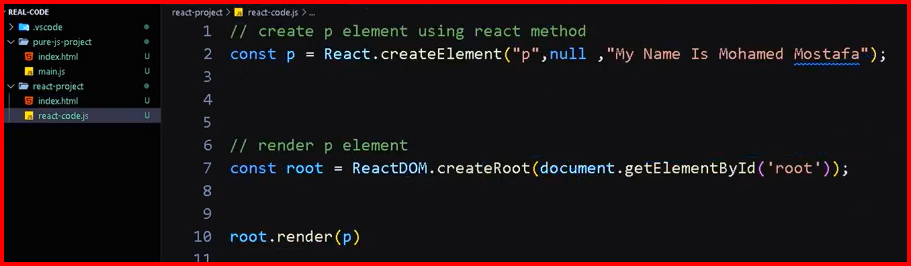 REAL-CODE
.vscode
pure-js-project
index.html U
main.js U
react-project
index.html U
react-code.js U
react-project > react-code.js > ...
1 // create p element using react method
2 const p = React.createElement("p",null ,"My Name Is Mohamed Mostafa");
3
4
5
6 // render p element
7 const root = ReactDOM.createRoot(document.getElementById('root'));
8
9
10 root.render(p)
11